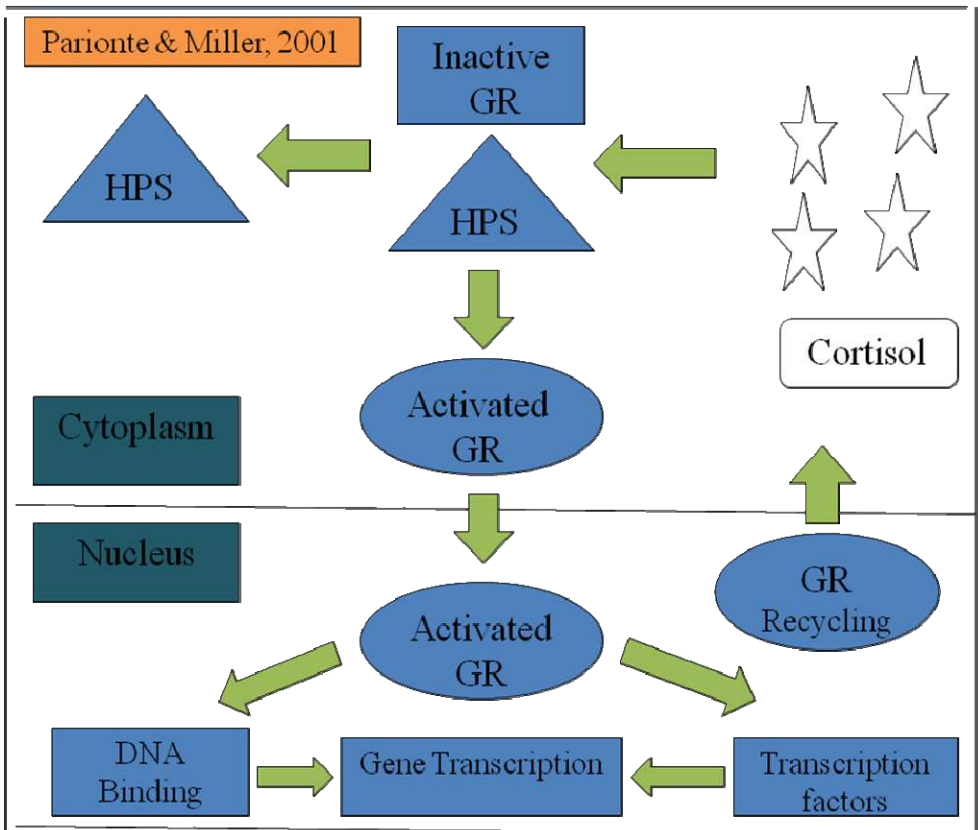 Parionte & Miller, 2001
Inactive
GR
HPS
HPS
Cortisol
Activated
GR
Cytoplasm
Nucleus
GR
Recycling
Activated
GR
DNA
Binding
Gene Transcription
Transcription
factors